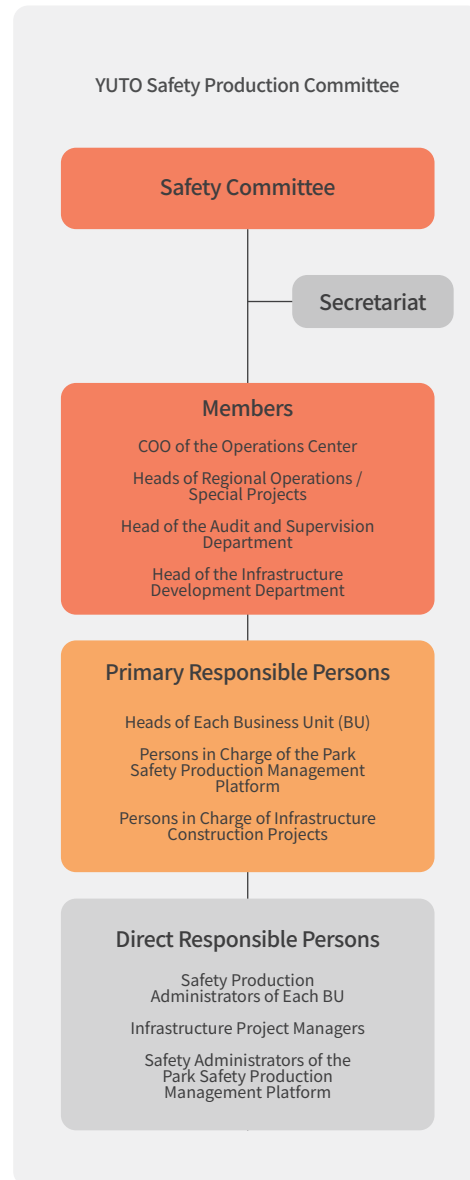 YUTO Safety Production Committee
Safety Committee
Secretariat
Members
COO of the Operations Center
Heads of Regional Operations /
Special Projects
Head of the Audit and Supervision
Department
Head of the Infrastructure
Development Department
Primary Responsible Persons
Heads of Each Business Unit (BU)
Persons in Charge of the Park
Safety Production Management
Platform
Persons in Charge of Infrastructure
Construction Projects
Direct Responsible Persons
Safety Production
Administrators of Each BU
Infrastructure Project Managers
Safety Administrators of the
Park Safety Production
Management Platform